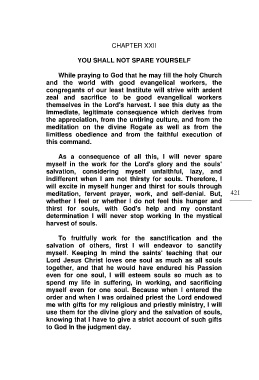 CHAPTER XXII
YOU SHALL NOT SPARE YOURSELF
While praying to God that he may fill the holy Church
and the world with good evangelical workers, the
congregants of our least Institute will strive with ardent
zeal and sacrifice to be good evangelical workers
themselves in the Lord's harvest. I see this duty as the
immediate, legitimate consequence which derives from
the appreciation, from the untiring culture, and from the
meditation on the divine Rogate as well as from the
limitless obedience and from the faithful execution of
this command.
As a consequence of all this, I will never spare
myself in the work for the Lord's glory and the souls'
salvation, considering myself unfaithful, lazy, and
indifferent when I am not thirsty for souls. Therefore, I
will excite in myself hunger and thirst for souls through
meditation, fervent prayer, work, and self-denial. But,
whether I feel or whether I do not feel this hunger and
thirst for souls, with God's help and my constant
determination I will never stop working in the mystical
harvest of souls.
421
To fruitfully work for the sanctification and the
salvation of others, first I will endeavor to sanctify
myself. Keeping in mind the saints' teaching that our
Lord Jesus Christ loves one soul as much as all souls
together, and that he would have endured his Passion
even for one soul, I will esteem souls so much as to
spend my life in suffering, in working, and sacrificing
myself even for one soul. Because when I entered the
order and when I was ordained priest the Lord endowed
me with gifts for my religious and priestly ministry, I will
use them for the divine glory and the salvation of souls,
knowing that I have to give a strict account of such gifts
to God in the judgment day.